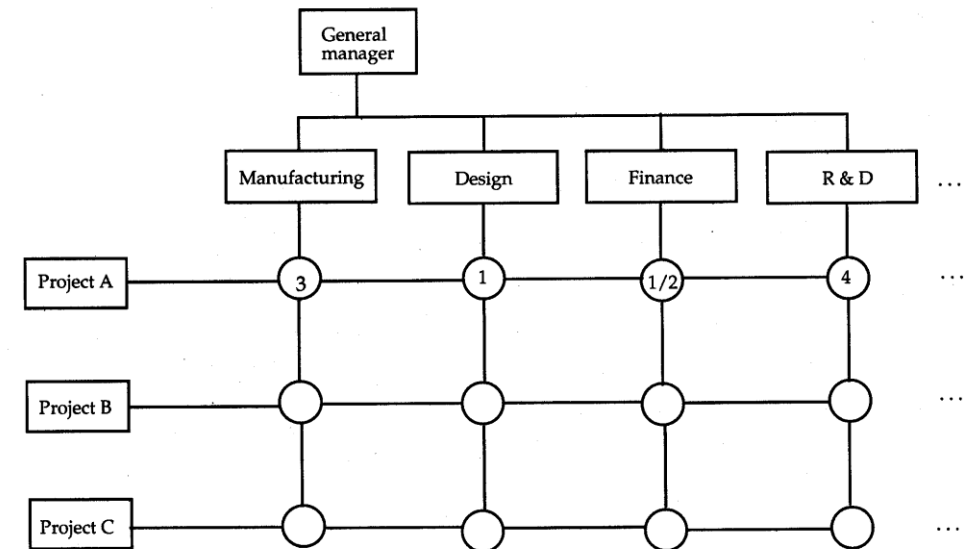 General
manager
Manufacturing
Design
Finance
R & D
...
Project A
3
1
1/2
4
...
Project B
...
Project C
...